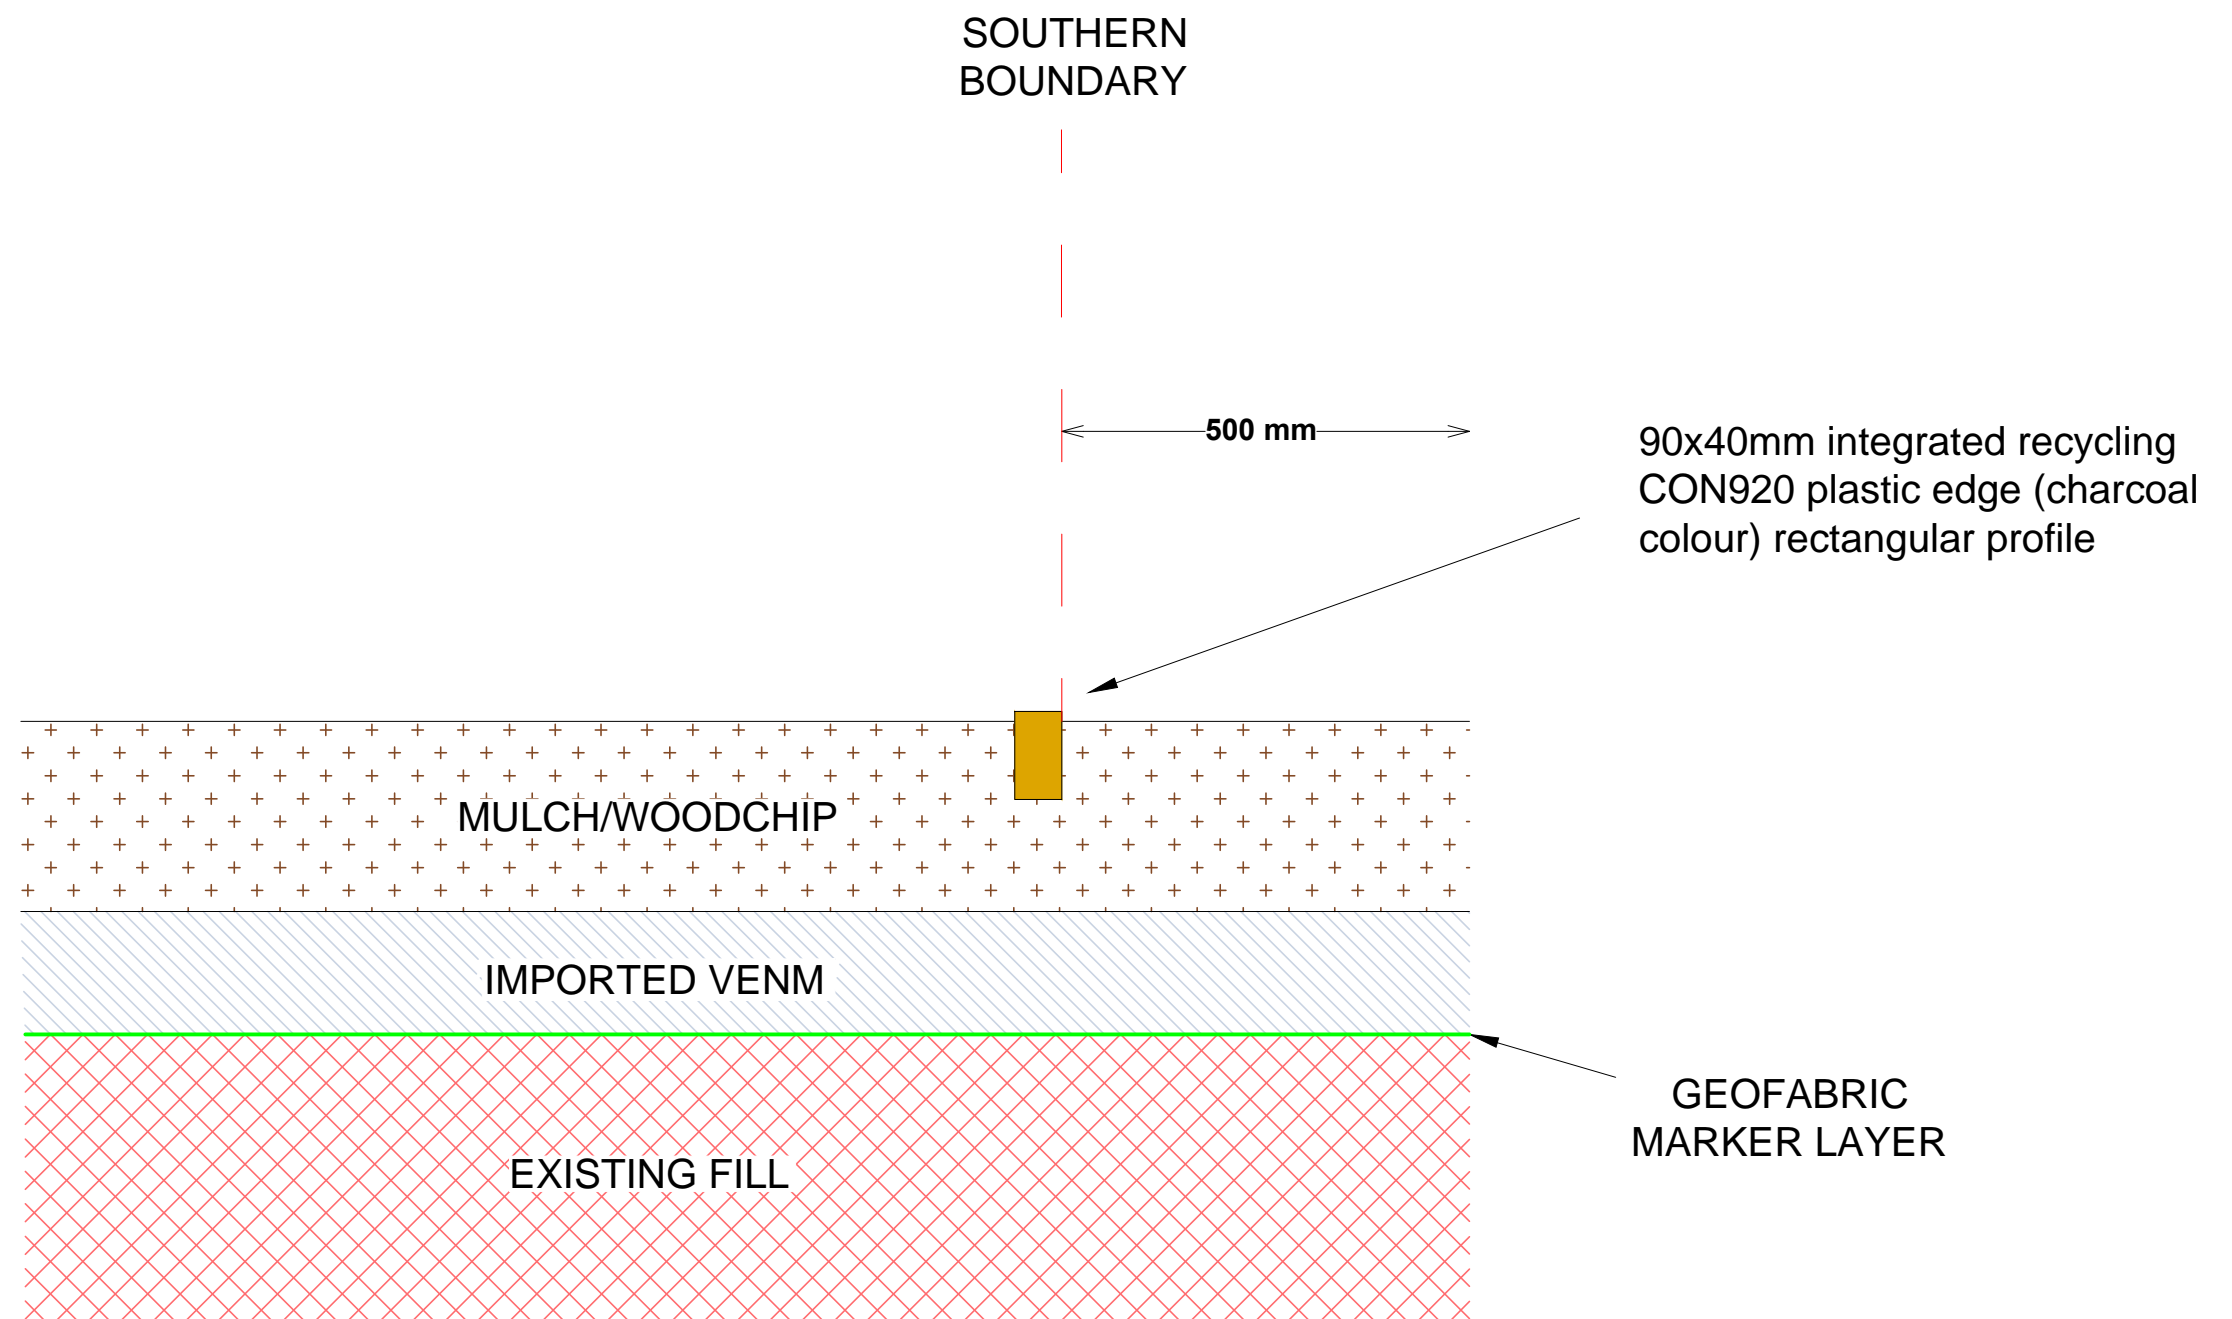 SOUTHERN
BOUNDARY
500 mm
90x40mm integrated recycling
CON920 plastic edge (charcoal
colour) rectangular profile
MULCH/WOODCHIP
IMPORTED VENM
GEOFABRIC
MARKER LAYER
EXISTING FILL